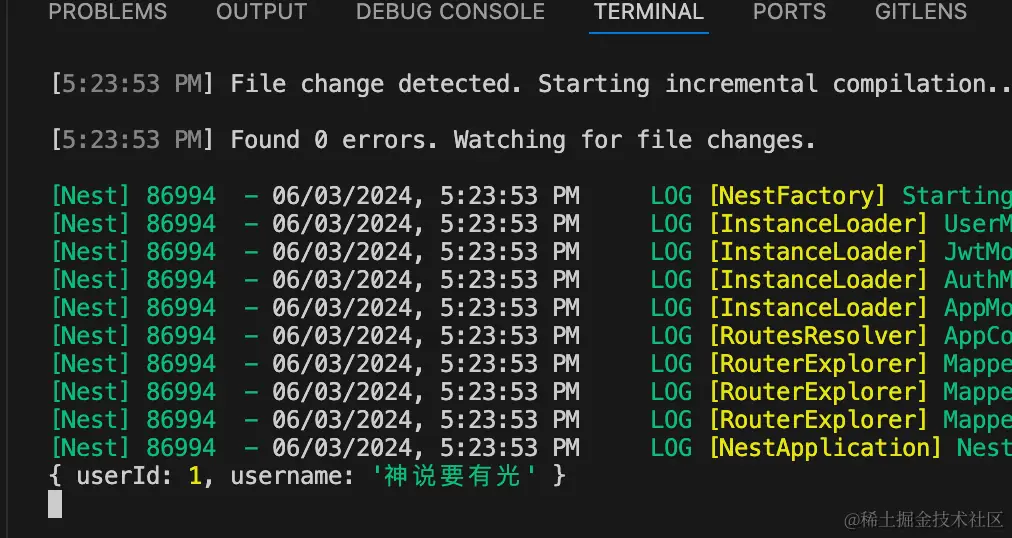 PROBLEMS OUTPUT DEBUG CONSOLE TERMINAL PORTS GITLENS
[5:23:53 PM] File change detected. Starting incremental compilation..
[5:23:53 PM] Found 0 errors. Watching for file changes.
[Nest] 86994  - 06/03/2024, 5:23:53 PM     LOG [NestFactory] Starting
[Nest] 86994  - 06/03/2024, 5:23:53 PM     LOG [InstanceLoader] UserM
[Nest] 86994  - 06/03/2024, 5:23:53 PM     LOG [InstanceLoader] JwtMo
[Nest] 86994  - 06/03/2024, 5:23:53 PM     LOG [InstanceLoader] AuthM
[Nest] 86994  - 06/03/2024, 5:23:53 PM     LOG [InstanceLoader] AppMo
[Nest] 86994  - 06/03/2024, 5:23:53 PM     LOG [RoutesResolver] AppCo
[Nest] 86994  - 06/03/2024, 5:23:53 PM     LOG [RouterExplorer] Mappe
[Nest] 86994  - 06/03/2024, 5:23:53 PM     LOG [RouterExplorer] Mappe
[Nest] 86994  - 06/03/2024, 5:23:53 PM     LOG [RouterExplorer] Mappe
[Nest] 86994  - 06/03/2024, 5:23:53 PM     LOG [NestApplication] Nest
{ userId: 1, username: '神说要有光' }
@稀土掘金技术社区